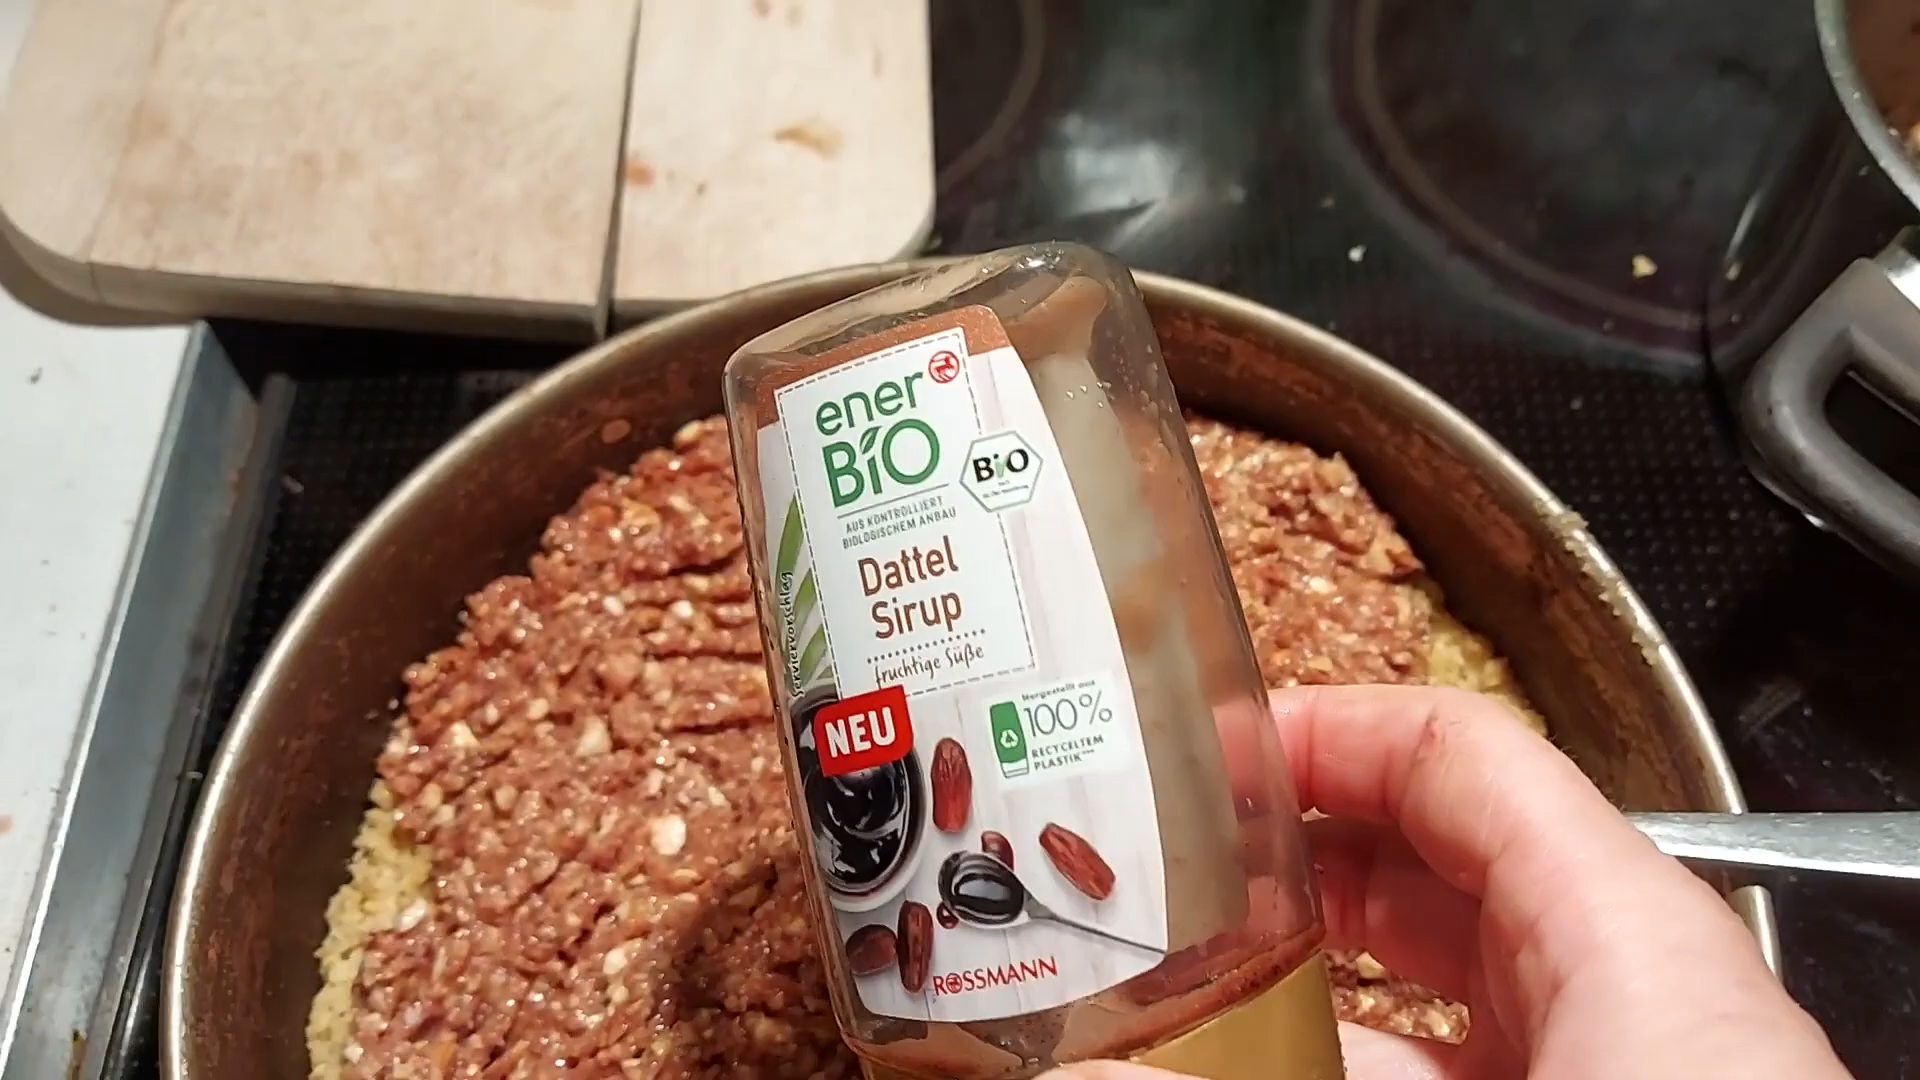 ener
BiO
BiO
AUS KONTROLLIERT
BIOLOGISCHEM ANBAU
Dattel
Sirup
fruchtige Süße
Serviervorschlag
NEU
Hergestellt aus
100%
RECYCELTEM
PLASTIK***
ROSSMANN